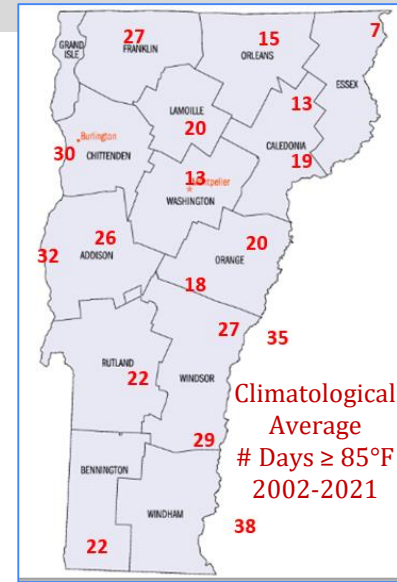 7
27
15
GRAND
ISLE
FRANKLIN
ORLEANS
ESSEX
13
LAMOILLE
20
Burlington
CALEDONIA
30
CHITTENDEN
19
13
Montpelier
WASHINGTON
26
20
32
ADDISON
ORANGE
18
27
35
RUTLAND
22
WINDSOR
Climatological
Average
# Days ≥ 85°F
2002-2021
29
BENNINGTON
WINDHAM
38
22